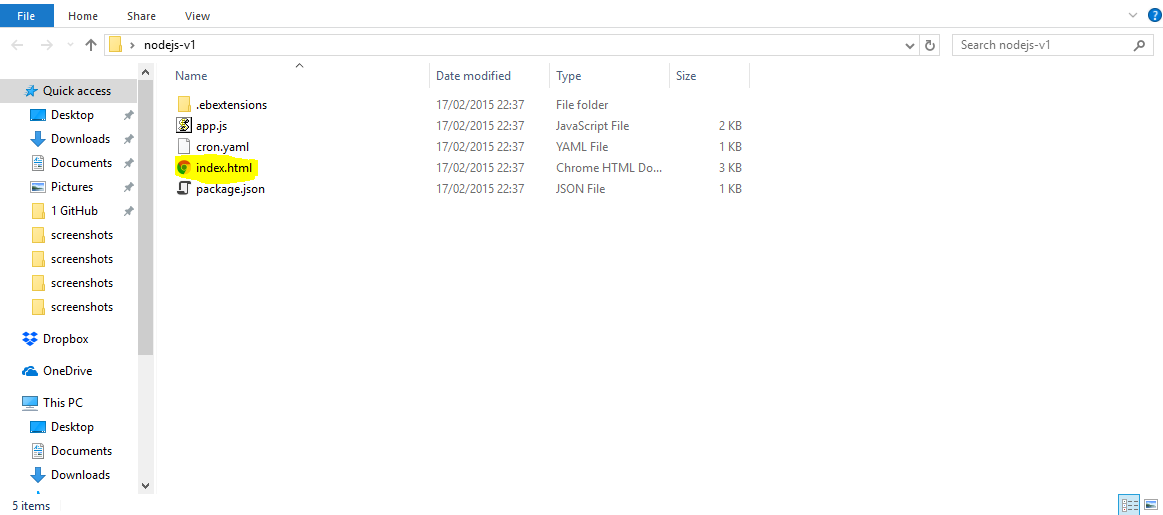 File Home Share View
nodejs-v1 Search nodejs-v1
Name Date modified Type Size
Quick access
Desktop
Downloads
Documents
Pictures
1 GitHub
screenshots
screenshots
screenshots
screenshots
Dropbox
OneDrive
This PC
Desktop
Documents
Downloads
.ebextensions 17/02/2015 22:37 File folder
app.js 17/02/2015 22:37 JavaScript File 2 KB
cron.yaml 17/02/2015 22:37 YAML File 1 KB
index.html 17/02/2015 22:37 Chrome HTML Do... 3 KB
package.json 17/02/2015 22:37 JSON File 1 KB
5 items